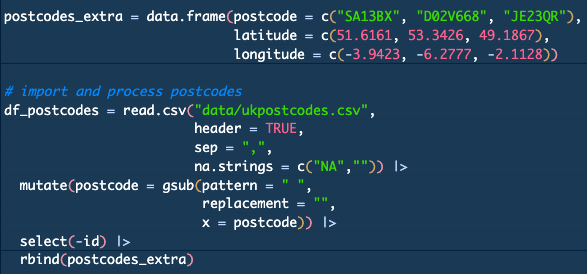 postcodes_extra = data.frame(postcode = c("SA13BX", "D02V668", "JE23QR"),
latitude = c(51.6161, 53.3426, 49.1867),
longitude = c(-3.9423, -6.2777, -2.1128))
# import and process postcodes
df_postcodes = read.csv("data/ukpostcodes.csv",
header = TRUE,
sep = ",",
na.strings = c("NA","")) |>
mutate(postcode = gsub(pattern = " ",
replacement = "",
x = postcode)) |>
select(-id) |>
rbind(postcodes_extra)